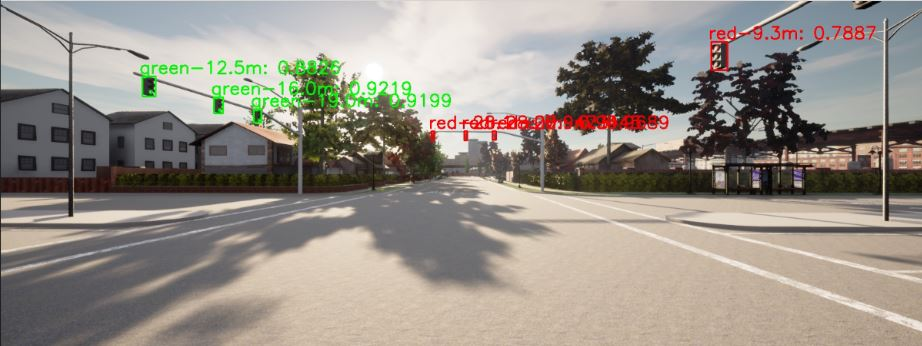 red-9.3m: 0.7887
green-12.5m: 0.8826
green-16.0m: 0.9219
green-19.0m: 0.9199